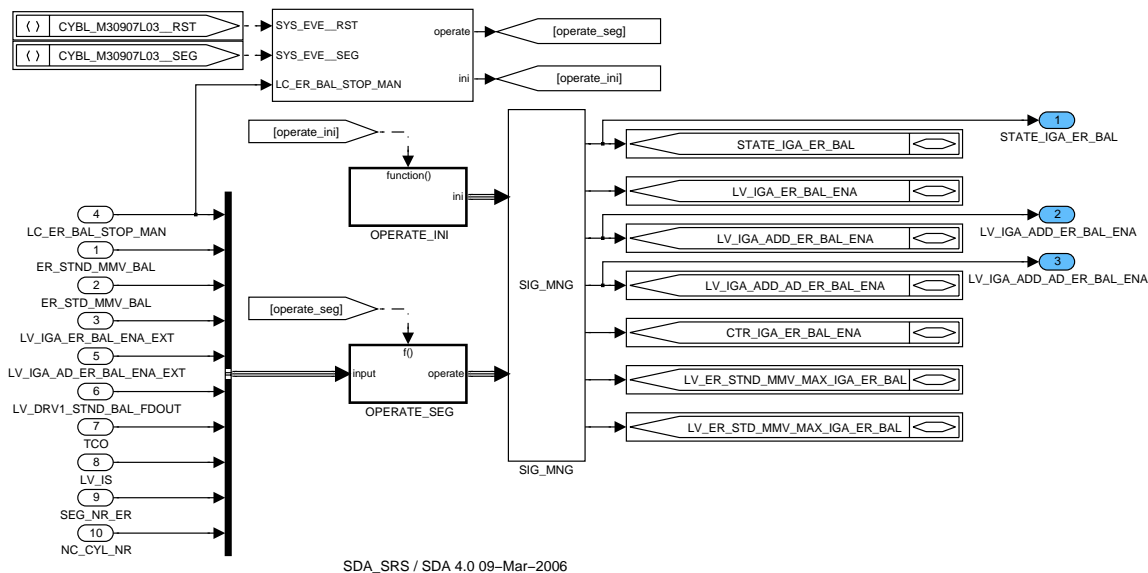 ( ) CYBL_M30907L03__RST
( ) CYBL_M30907L03__SEG
SYS_EVE__RST
SYS_EVE__SEG
LC_ER_BAL_STOP_MAN
operate
ini
[operate_seg]
[operate_ini]
[operate_ini]
function()
ini
OPERATE_INI
[operate_seg]
f()
input
operate
OPERATE_SEG
4
LC_ER_BAL_STOP_MAN
1
ER_STND_MMV_BAL
2
ER_STD_MMV_BAL
3
LV_IGA_ER_BAL_ENA_EXT
5
LV_IGA_AD_ER_BAL_ENA_EXT
6
LV_DRV1_STND_BAL_FDOUT
7
TCO
8
LV_IS
9
SEG_NR_ER
10
NC_CYL_NR
SIG_MNG
SIG_MNG
STATE_IGA_ER_BAL
LV_IGA_ER_BAL_ENA
LV_IGA_ADD_ER_BAL_ENA
LV_IGA_ADD_AD_ER_BAL_ENA
CTR_IGA_ER_BAL_ENA
LV_ER_STND_MMV_MAX_IGA_ER_BAL
LV_ER_STD_MMV_MAX_IGA_ER_BAL
1
STATE_IGA_ER_BAL
2
LV_IGA_ADD_ER_BAL_ENA
3
LV_IGA_ADD_AD_ER_BAL_ENA
SDA_SRS / SDA 4.0 09–Mar–2006